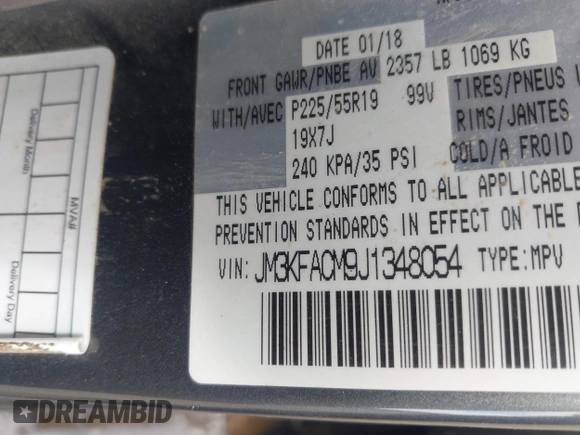 DATE 01/18
FRONT GAWR/PNBE AV 2357 LB 1069 KG
WITH/AVEC P225/55R19 99V TIRES/PNEUS
19X7J RIMS/JANTES
240 KPA/35 PSI COLD/A FROID
THIS VEHICLE CONFORMS TO ALL APPLICABLE
PREVENTION STANDARDS IN EFFECT ON THE
VIN: JM3KFACM9J1348054 TYPE: MPV
Delivery Month
MVA#
Delivery Day
DREAMBID